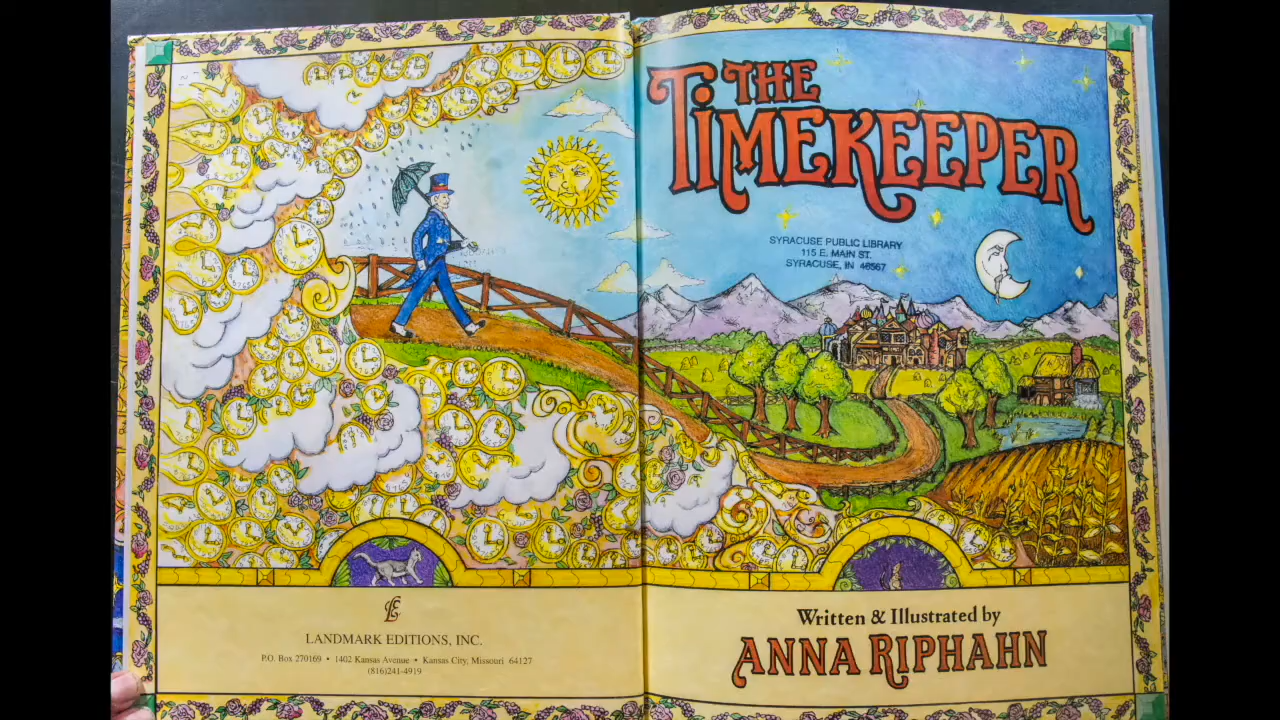 THE
TIMEKEEPER
SYRACUSE PUBLIC LIBRARY
115 E. MAIN ST.
SYRACUSE, IN 46567
LE
LANDMARK EDITIONS, INC.
P.O. Box 270169 • 1402 Kansas Avenue • Kansas City, Missouri 64127
(816)241-4919
Written & Illustrated by
ANNA RIPHAHN